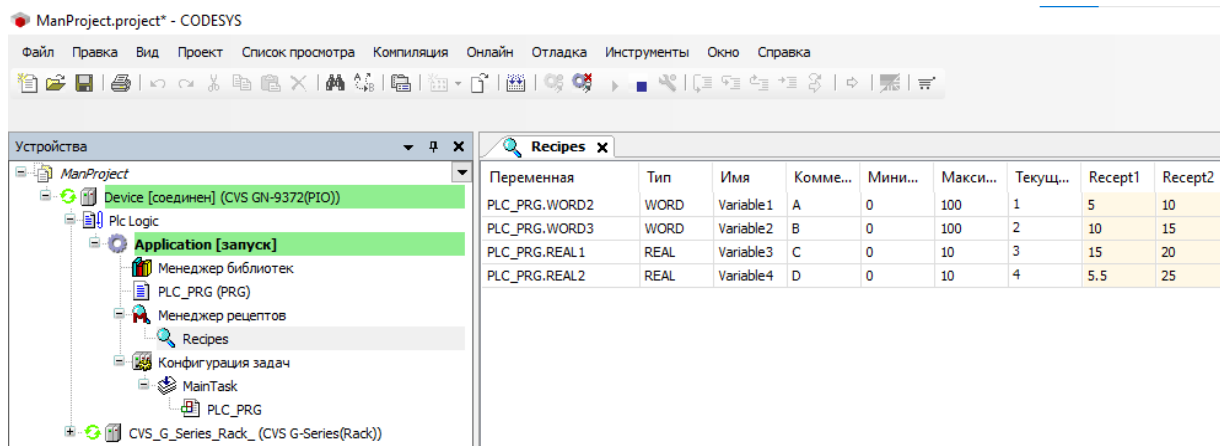 ManProject.project* - CODESYS
Файл Правка Вид Проект Список просмотра Компиляция Онлайн Отладка Инструменты Окно Справка
Устройства
ManProject
Device [соединен] (CVS GN-9372(PIO))
Plc Logic
Application [запуск]
Менеджер библиотек
PLC_PRG (PRG)
Менеджер рецептов
Recipes
Конфигурация задач
MainTask
PLC_PRG
CVS_G_Series_Rack_ (CVS G-Series(Rack))
Recipes
Переменная Тип Имя Комме... Мини... Макси... Текущ... Recept1 Recept2
PLC_PRG.WORD2 WORD Variable1 A 0 100 1 5 10
PLC_PRG.WORD3 WORD Variable2 B 0 100 2 10 15
PLC_PRG.REAL1 REAL Variable3 C 0 10 3 15 20
PLC_PRG.REAL2 REAL Variable4 D 0 10 4 5.5 25